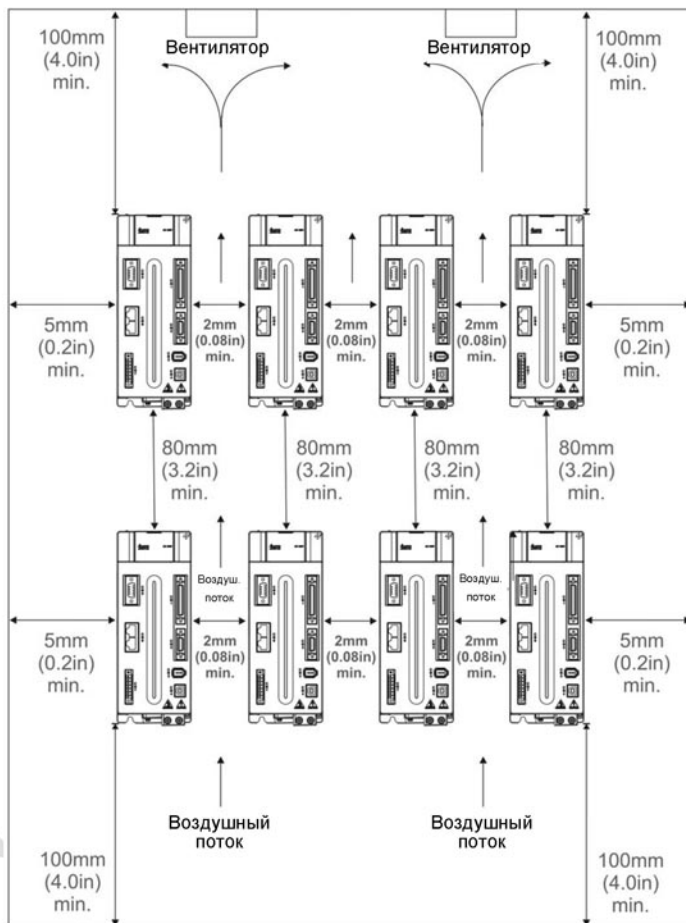 100mm
(4.0in)
min.
Вентилятор
Вентилятор
100mm
(4.0in)
min.
5mm
(0.2in)
min.
2mm
(0.08in)
min.
2mm
(0.08in)
min.
2mm
(0.08in)
min.
5mm
(0.2in)
min.
80mm
(3.2in)
min.
80mm
(3.2in)
min.
80mm
(3.2in)
min.
80mm
(3.2in)
min.
Воздуш.
поток
Воздуш.
поток
5mm
(0.2in)
min.
2mm
(0.08in)
min.
2mm
(0.08in)
min.
2mm
(0.08in)
min.
5mm
(0.2in)
min.
Воздушный
поток
Воздушный
поток
100mm
(4.0in)
min.
100mm
(4.0in)
min.